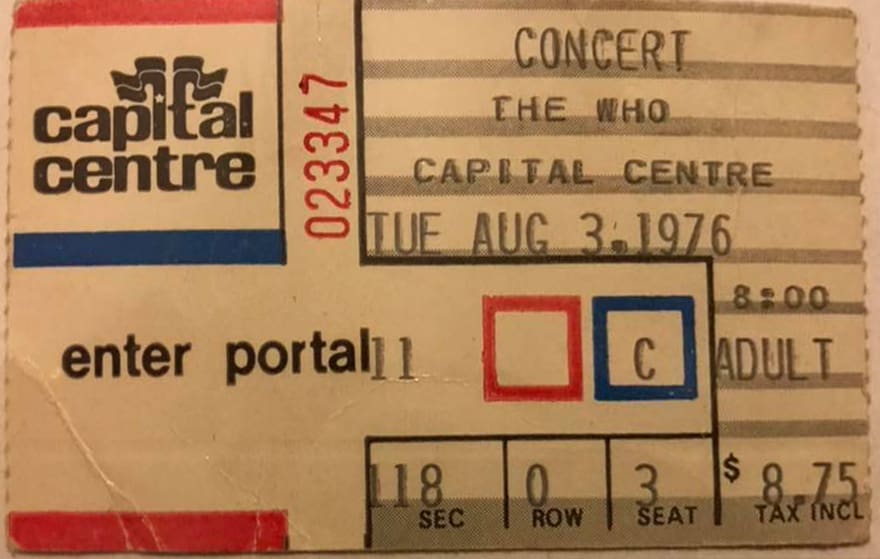 capital
centre
023347
CONCERT
THE WHO
CAPITAL CENTRE
TUE AUG 3.1976
8:00
enter portal 11
C
ADULT
118 0 3 $ 8.75
SEC ROW SEAT TAX INCL